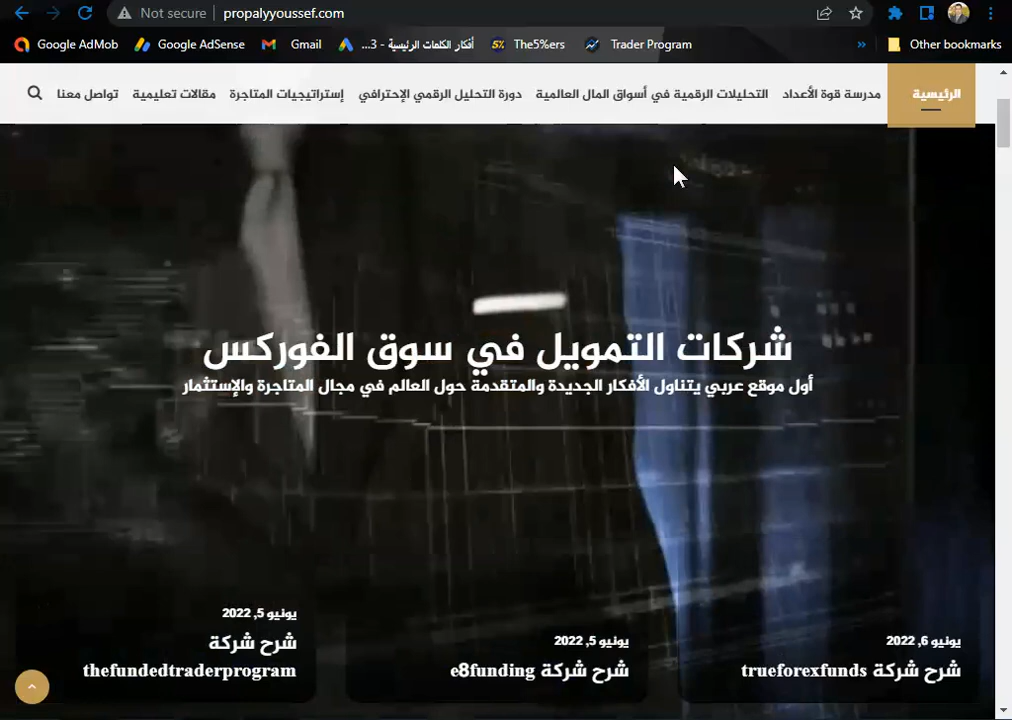 Not secure | propalyyoussef.com
Google AdMob
Google AdSense
Gmail
أفكار الكلمات الرئيسية - 3...
The5%ers
Trader Program
»
Other bookmarks
الرئيسية
مدرسة قوة الأعداد
التحليلات الرقمية في أسواق المال العالمية
دورة التحليل الرقمي الإحترافي
إستراتيجيات المتاجرة
مقالات تعليمية
تواصل معنا
شركات التمويل في سوق الفوركس
أول موقع عربي يتناول الأفكار الجديدة والمتقدمة حول العالم في مجال المتاجرة والإستثمار
يونيو 6, 2022
شرح شركة trueforexfunds
يونيو 5, 2022
شرح شركة e8funding
يونيو 5, 2022
شرح شركة
thefundedtraderprogram